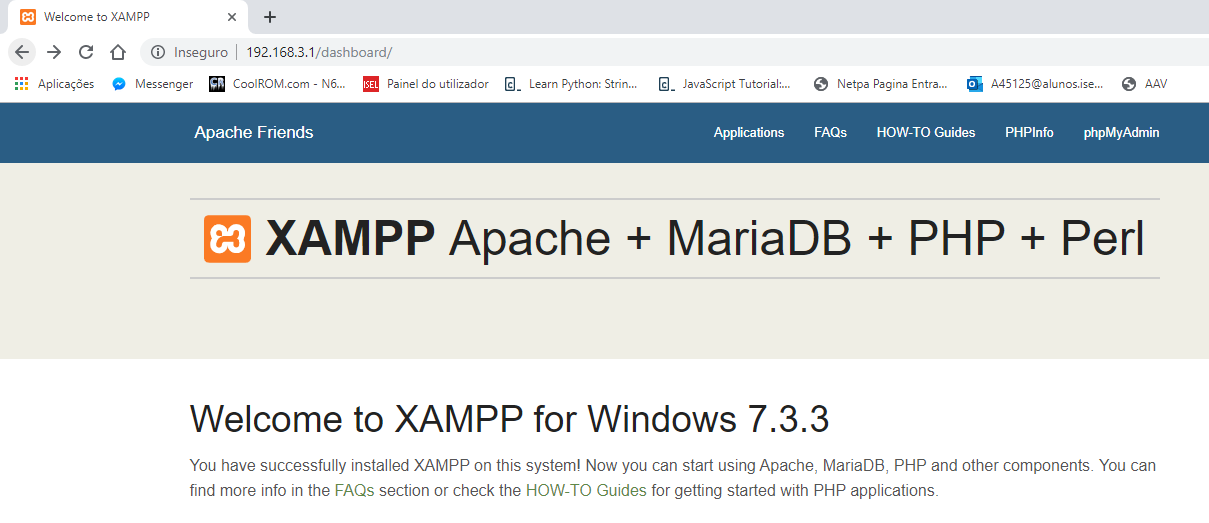 Welcome to XAMPP
Inseguro | 192.168.3.1/dashboard/
Aplicações Messenger CoolROM.com - N6... ISEL Painel do utilizador Learn Python: Strin... JavaScript Tutorial:... Netpa Pagina Entra... A45125@alunos.ise... AAV
Apache Friends Applications FAQs HOW-TO Guides PHPInfo phpMyAdmin
XAMPP Apache + MariaDB + PHP + Perl
Welcome to XAMPP for Windows 7.3.3
You have successfully installed XAMPP on this system! Now you can start using Apache, MariaDB, PHP and other components. You can
find more info in the FAQs section or check the HOW-TO Guides for getting started with PHP applications.